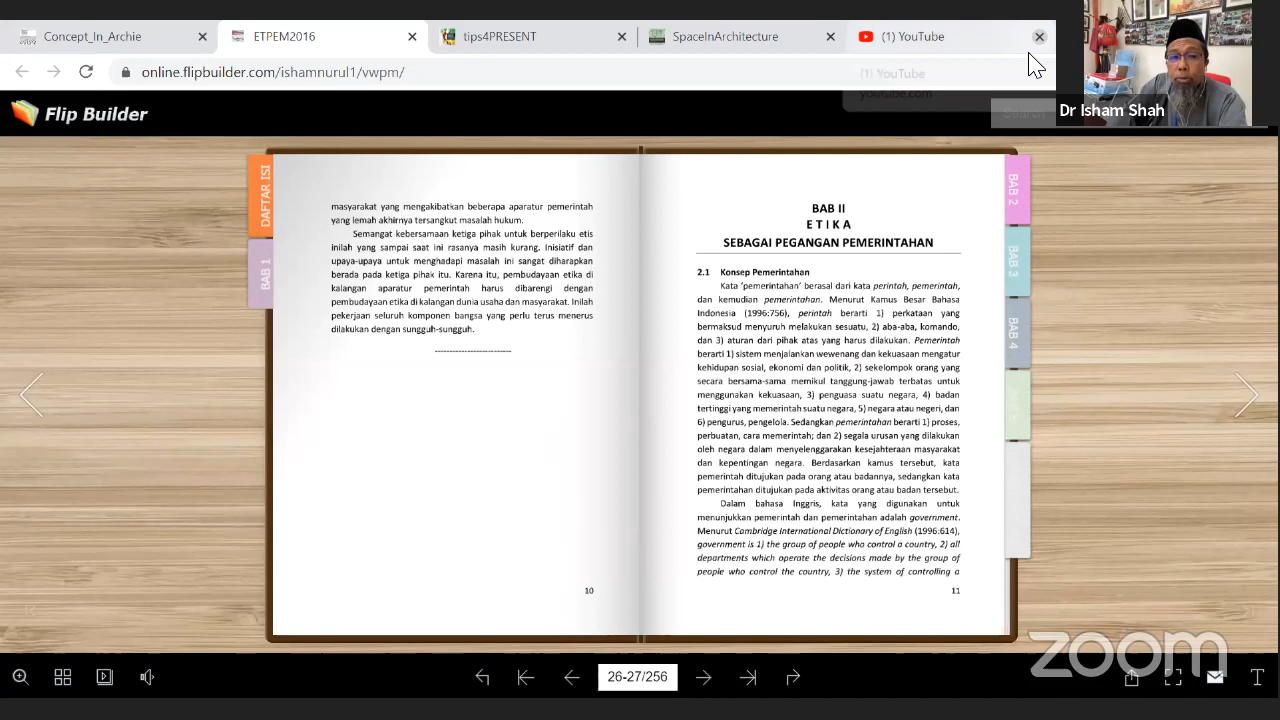 Concept_In_Archie
ETPEM2016
tips4PRESENT
SpaceInArchitecture
(1) YouTube
online.flipbuilder.com/ishamnurul1/vwpm/
(1) YouTube
youtube.com
Dr Isham Shah
Flip Builder
DAFTAR ISI
BAB 1
masyarakat yang mengakibatkan beberapa aparatur pemerintah
yang lemah akhirnya tersangkut masalah hukum.
Semangat kebersamaan ketiga pihak untuk berperilaku etis
inilah yang sampai saat ini rasanya masih kurang. Inisiatif dan
upaya-upaya untuk menghadapi masalah ini sangat diharapkan
berada pada ketiga pihak itu. Karena itu, pembudayaan etika di
kalangan aparatur pemerintah harus dibarengi dengan
pembudayaan etika di kalangan dunia usaha dan masyarakat. Inilah
pekerjaan seluruh komponen bangsa yang perlu terus menerus
dilakukan dengan sungguh-sungguh.
-------------------------
10
BAB II
E T I K A
SEBAGAI PEGANGAN PEMERINTAHAN
2.1 Konsep Pemerintahan
Kata 'pemerintahan' berasal dari kata perintah, pemerintah,
dan kemudian pemerintahan. Menurut Kamus Besar Bahasa
Indonesia (1996:756), perintah berarti 1) perkataan yang
bermaksud menyuruh melakukan sesuatu, 2) aba-aba, komando,
dan 3) aturan dari pihak atas yang harus dilakukan. Pemerintah
berarti 1) sistem menjalankan wewenang dan kekuasaan mengatur
kehidupan sosial, ekonomi dan politik, 2) sekelompok orang yang
secara bersama-sama memikul tanggung-jawab terbatas untuk
menggunakan kekuasaan, 3) penguasa suatu negara, 4) badan
tertinggi yang memerintah suatu negara, 5) negara atau negeri, dan
6) pengurus, pengelola. Sedangkan pemerintahan berarti 1) proses,
perbuatan, cara memerintah; dan 2) segala urusan yang dilakukan
oleh negara dalam menyelenggarakan kesejahteraan masyarakat
dan kepentingan negara. Berdasarkan kamus tersebut, kata
pemerintah ditujukan pada orang atau badannya, sedangkan kata
pemerintahan ditujukan pada aktivitas orang atau badan tersebut.
Dalam bahasa Inggris, kata yang digunakan untuk
menunjukkan pemerintah dan pemerintahan adalah government.
Menurut Cambridge International Dictionary of English (1996:614),
government is 1) the group of people who control a country, 2) all
departments which operate the decisions made by the group of
people who control the country, 3) the system of controlling a
11
BAB 2
BAB 3
BAB 4
26-27/256
zoom